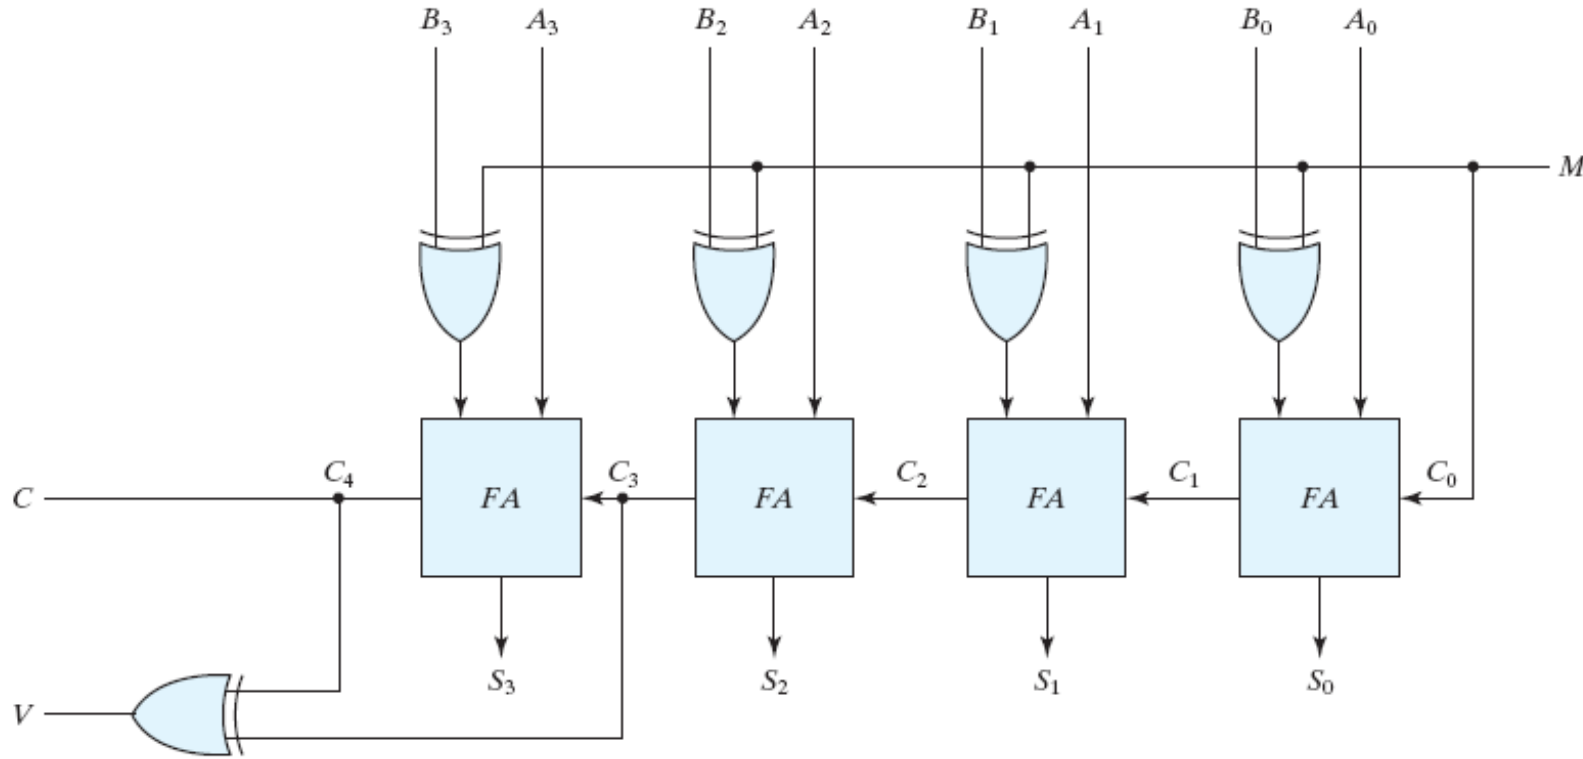 B₃ A₃ B₂ A₂ B₁ A₁ B₀ A₀
M
C₄ C₃ C₂ C₁ C₀
C FA FA FA FA
S₃ S₂ S₁ S₀
V